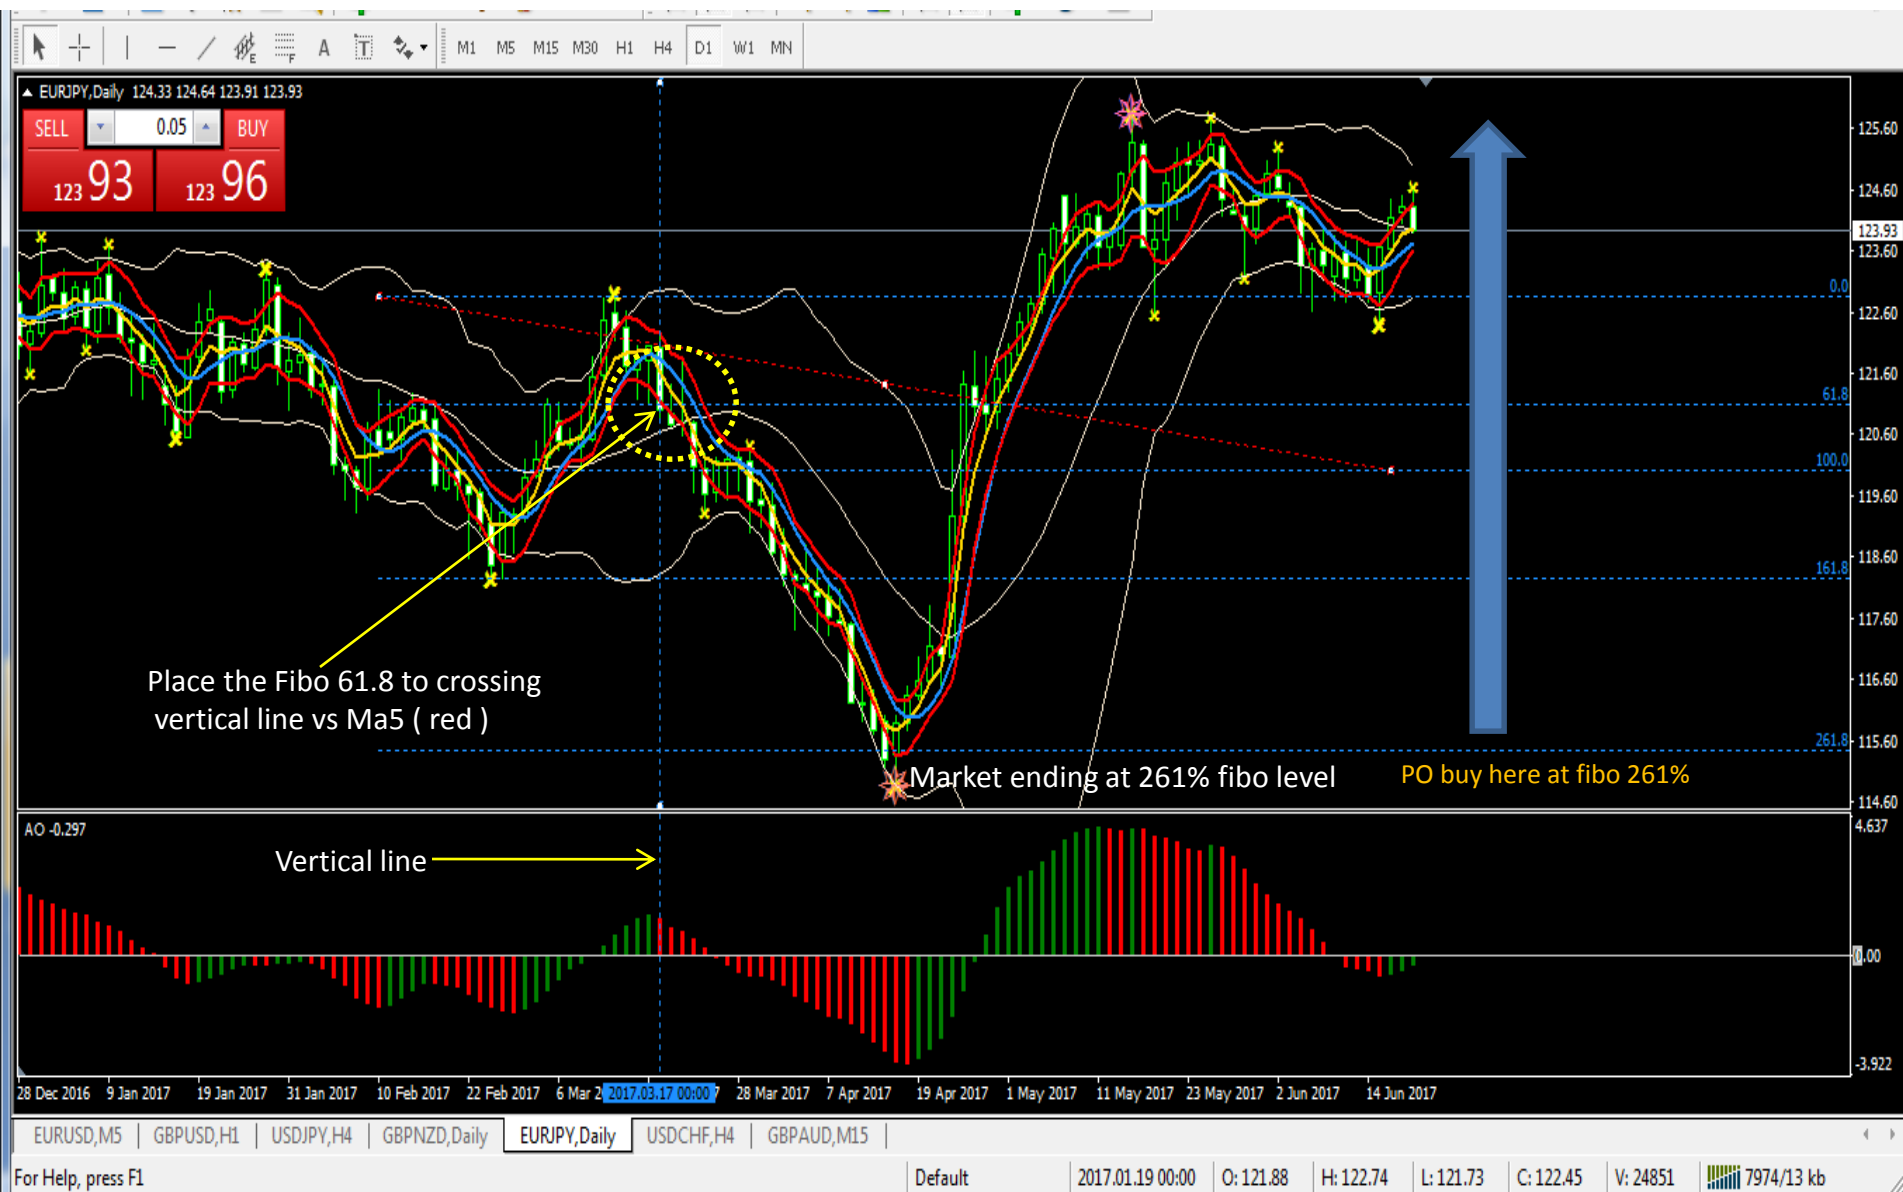 E F A T M1 M5 M15 M30 H1 H4 D1 W1 MN
EURJPY,Daily 124.33 124.64 123.91 123.93
SELL 0.05 BUY
123 93 123 96
125.60
124.60
123.93
123.60
0.0
122.60
121.60
61.8
120.60
100.0
119.60
118.60
161.8
117.60
116.60
261.8
115.60
114.60
Place the Fibo 61.8 to crossing
vertical line vs Ma5 ( red )
Market ending at 261% fibo level
PO buy here at fibo 261%
AO -0.297
4.637
Vertical line
0.00
-3.922
28 Dec 2016 9 Jan 2017 19 Jan 2017 31 Jan 2017 10 Feb 2017 22 Feb 2017 6 Mar 2 2017.03.17 00:00 7 28 Mar 2017 7 Apr 2017 19 Apr 2017 1 May 2017 11 May 2017 23 May 2017 2 Jun 2017 14 Jun 2017
EURUSD,M5 GBPUSD,H1 USDJPY,H4 GBPNZD,Daily EURJPY,Daily USDCHF,H4 GBPAUD,M15
For Help, press F1 Default 2017.01.19 00:00 O: 121.88 H: 122.74 L: 121.73 C: 122.45 V: 24851 7974/13 kb